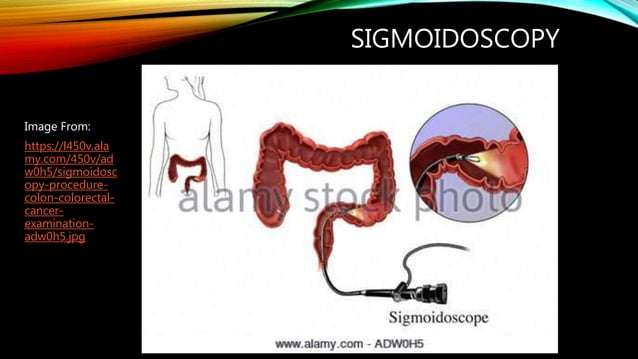 SIGMOIDOSCOPY
Image From:
https://l450v.ala
my.com/450v/ad
w0h5/sigmoidosc
opy-procedure-
colon-colorectal-
cancer-
examination-
adw0h5.jpg
alamy stock photo
Sigmoidoscope
www.alamy.com - ADW0H5